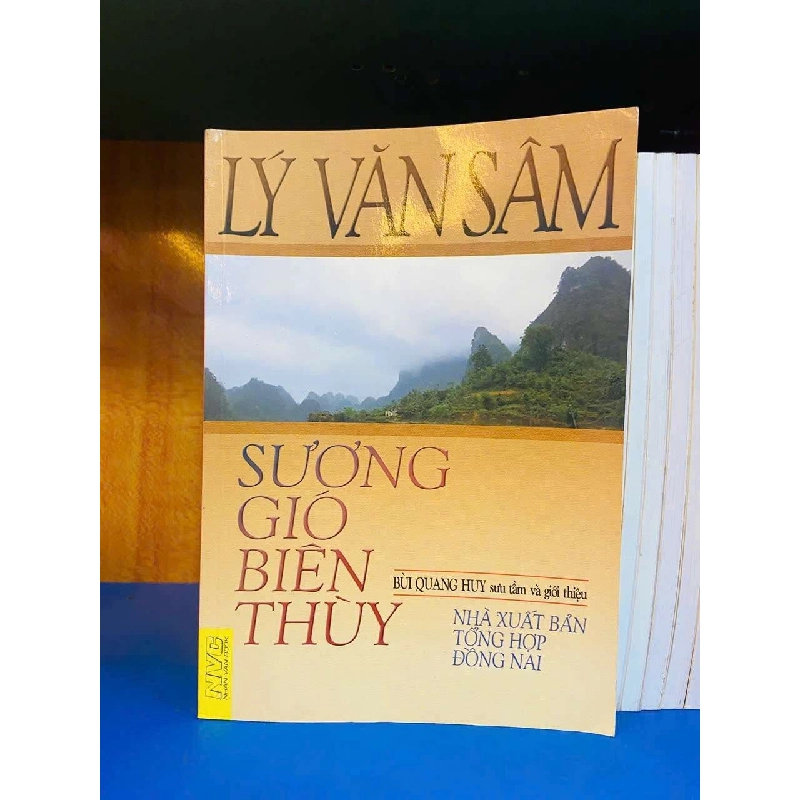 LÝ VĂN SÂM
SƯƠNG
GIÓ
BIÊN
THÙY
BÙI QUANG HUY sưu tầm và giới thiệu
NHÀ XUẤT BẢN
TỔNG HỢP
ĐỒNG NAI
NVC